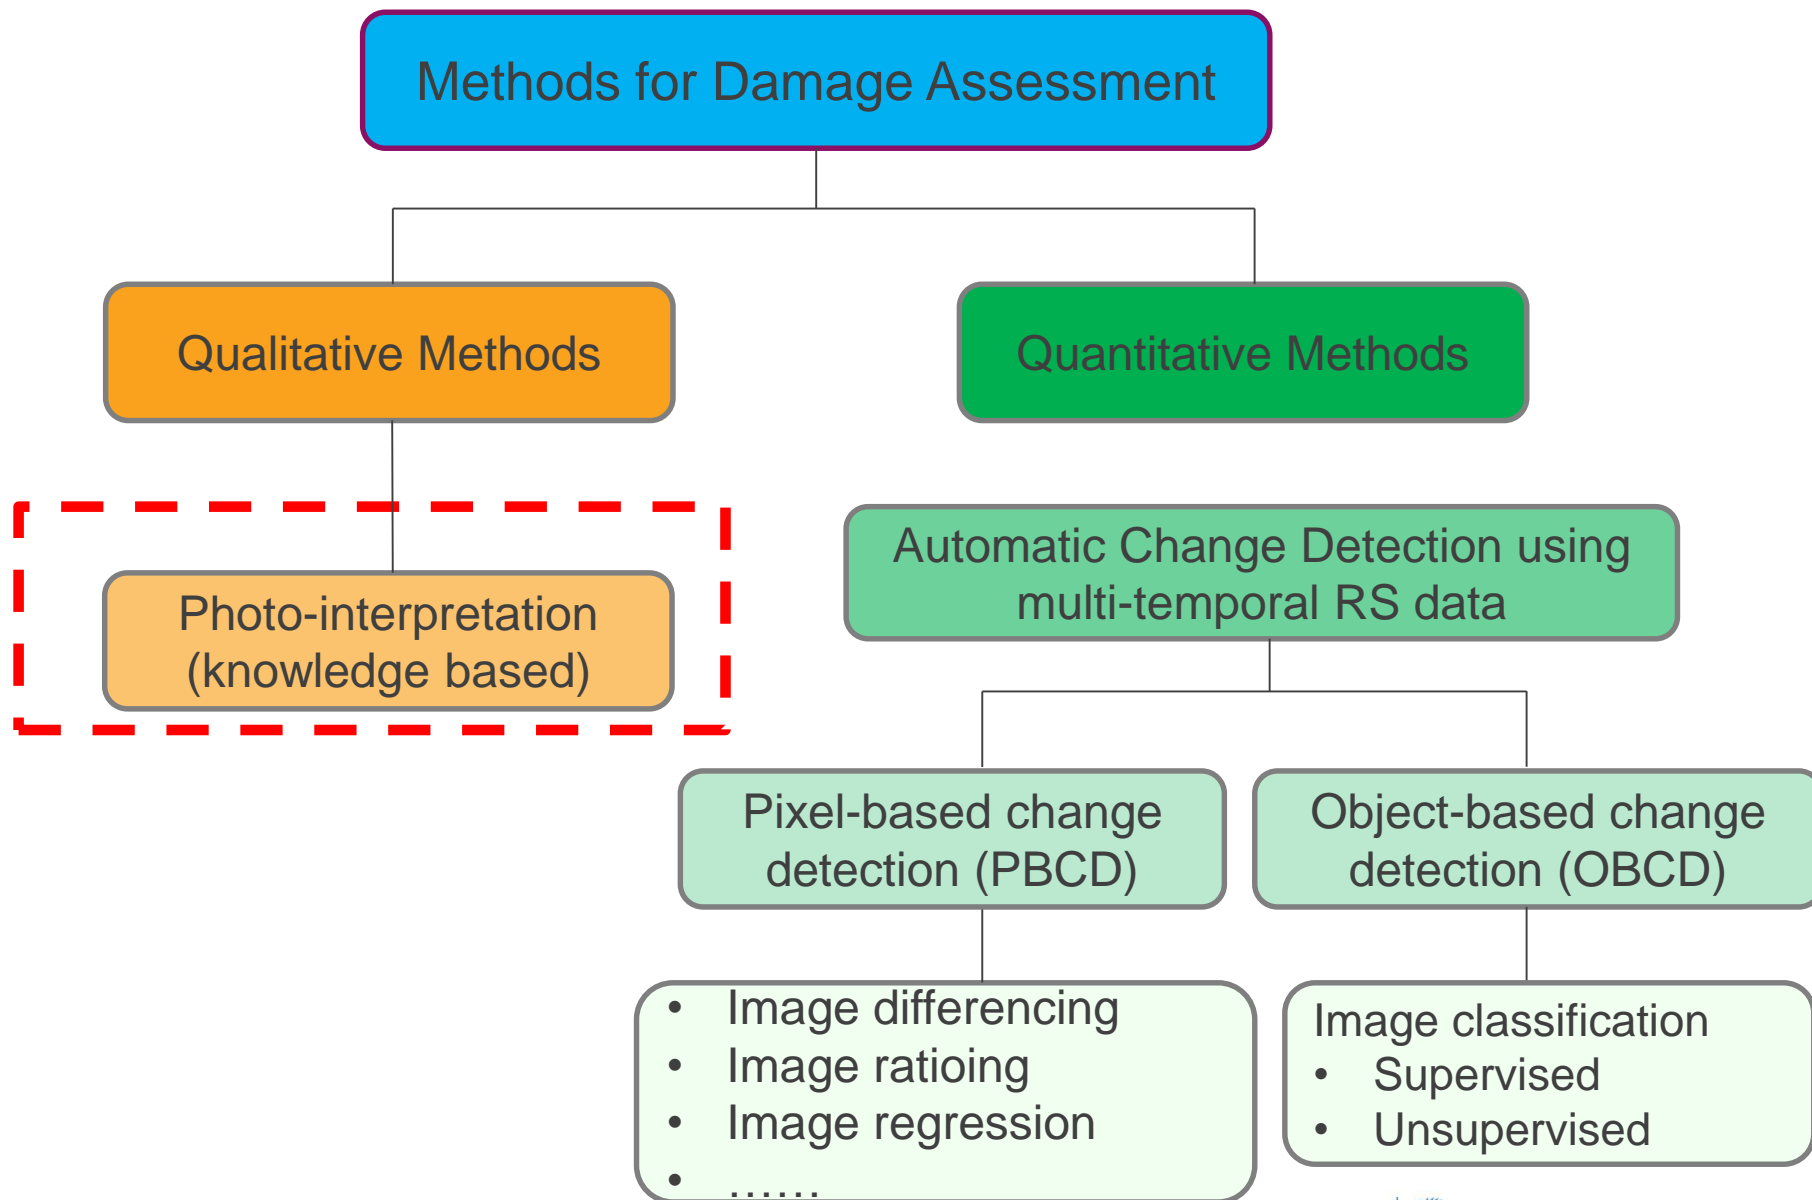 Methods for Damage Assessment
Qualitative Methods
Quantitative Methods
Photo-interpretation
(knowledge based)
Automatic Change Detection using
multi-temporal RS data
Pixel-based change
detection (PBCD)
Object-based change
detection (OBCD)
• Image differencing
• Image ratioing
• Image regression
• ……
Image classification
• Supervised
• Unsupervised